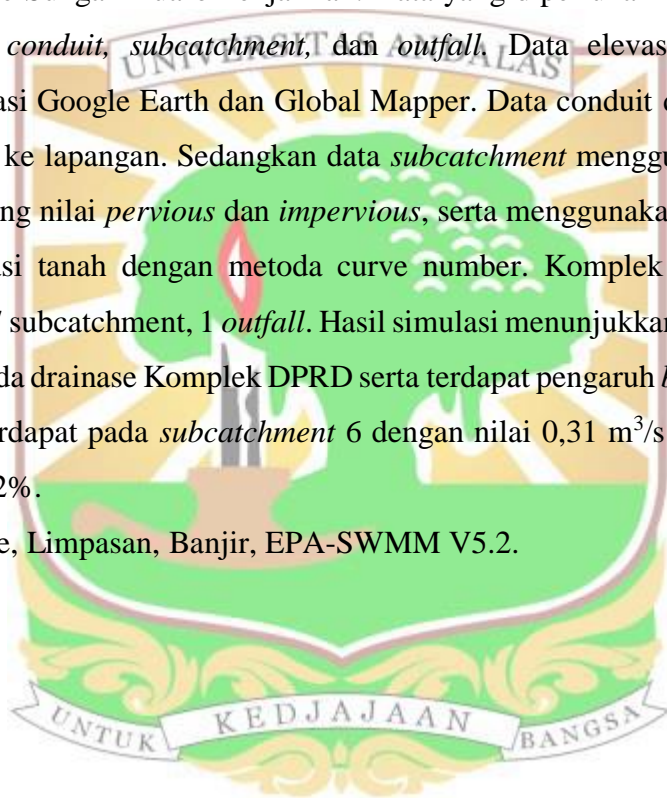 conduit, subcatchment, dan outfall. Data elevas
UNIVERSITAS ANDALAS
asi Google Earth dan Global Mapper. Data conduit
ke lapangan. Sedangkan data subcatchment menggu
ng nilai pervious dan impervious, serta menggunaka
si tanah dengan metoda curve number. Komplek
subcatchment, 1 outfall. Hasil simulasi menunjukkan
da drainase Komplek DPRD serta terdapat pengaruh
rdapat pada subcatchment 6 dengan nilai 0,31 m³/s
2%.
e, Limpasan, Banjir, EPA-SWMM V5.2.
UNTUK KEDJAJAAN BANGSA